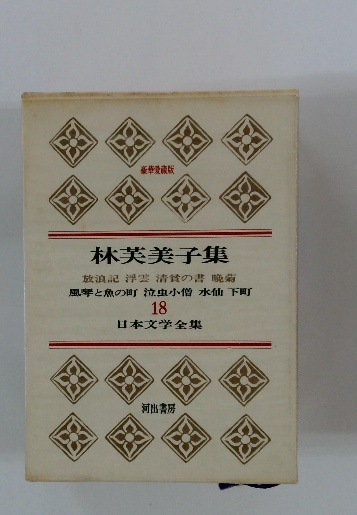 豪華愛蔵版
林芙美子集
放浪記 浮雲 清貧の書 晩菊
風琴と魚の町 泣虫小僧 水仙 下町
18
日本文学全集
河出書房